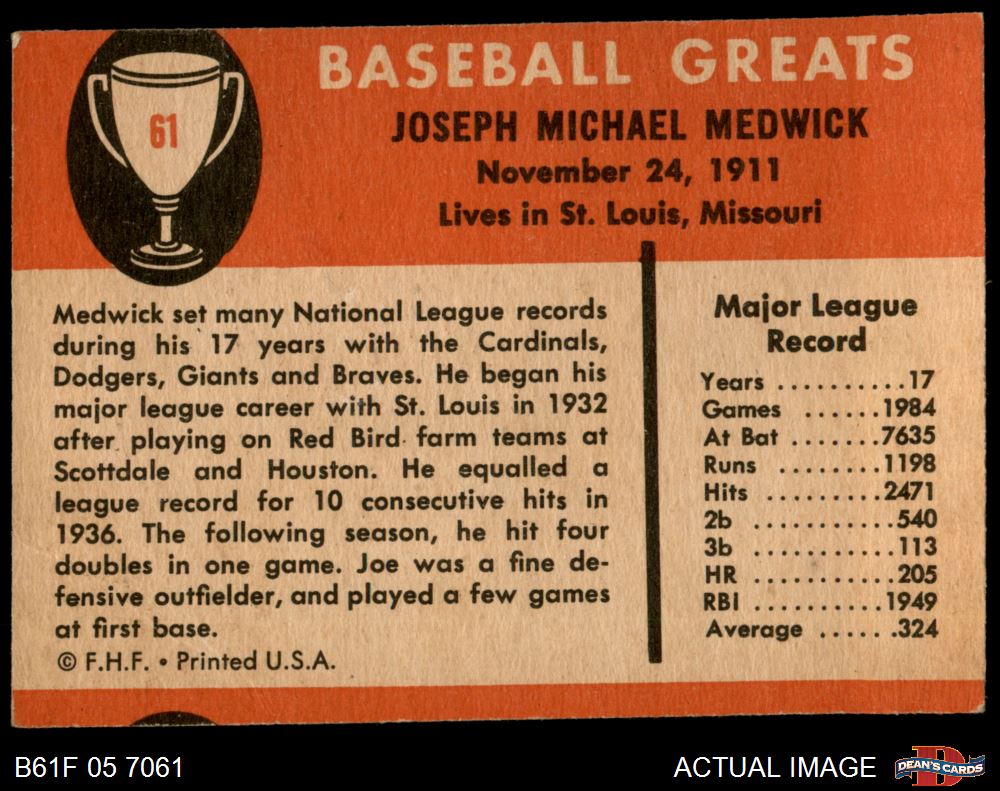 61
BASEBALL GREATS
JOSEPH MICHAEL MEDWICK
November 24, 1911
Lives in St. Louis, Missouri
Medwick set many National League records
during his 17 years with the Cardinals,
Dodgers, Giants and Braves. He began his
major league career with St. Louis in 1932
after playing on Red Bird farm teams at
Scottdale and Houston. He equalled a
league record for 10 consecutive hits in
1936. The following season, he hit four
doubles in one game. Joe was a fine de-
fensive outfielder, and played a few games
at first base.
© F.H.F. • Printed U.S.A.
Major League
Record
Years ..........17
Games ......1984
At Bat .......7635
Runs ........1198
Hits .........2471
2b ...........540
3b ...........113
HR ...........205
RBI ..........1949
Average ......324
B61F 05 7061
ACTUAL IMAGE
DEAN'S CARDS